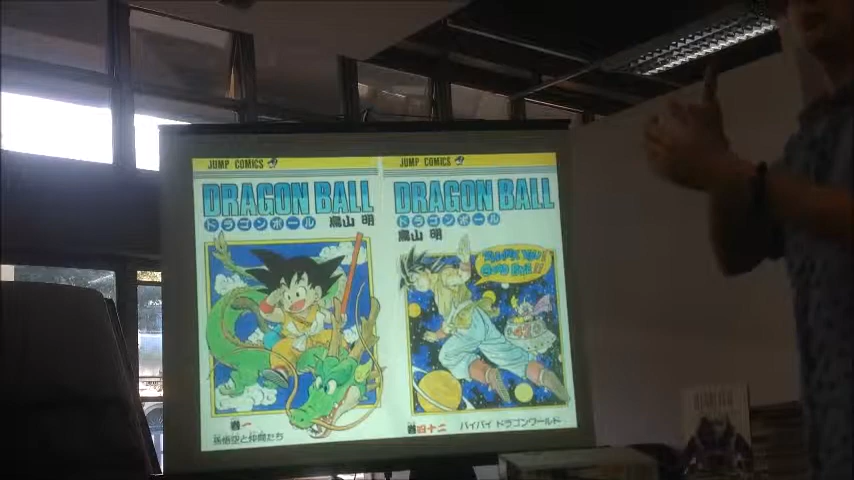 JUMP COMICS
DRAGON BALL
ドラゴンボール
鳥山 明
巻一
孫悟空と仲間たち
JUMP COMICS
DRAGON BALL
ドラゴンボール
鳥山 明
THANK YOU!
GOOD BYE!!
巻四十二
バイバイ ドラゴンワールド